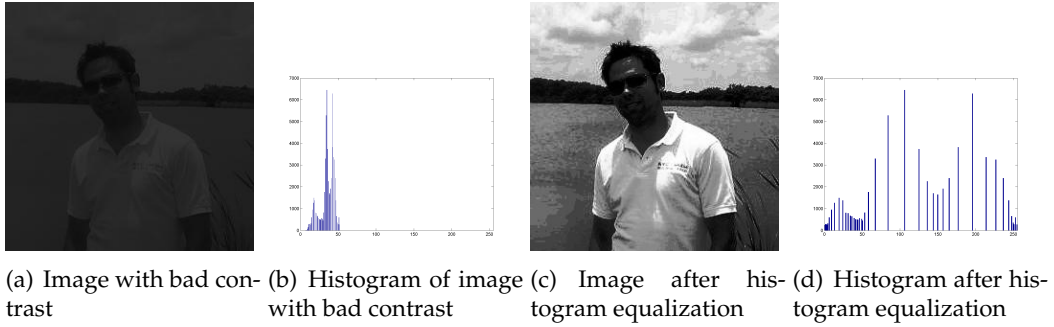 7000
6000
5000
4000
3000
2000
1000
0
0 50 100 150 200 250
7000
6000
5000
4000
3000
2000
1000
0
0 50 100 150 200 250
(a) Image with bad con-
trast
(b) Histogram of image
with bad contrast
(c) Image after his-
togram equalization
(d) Histogram after his-
togram equalization